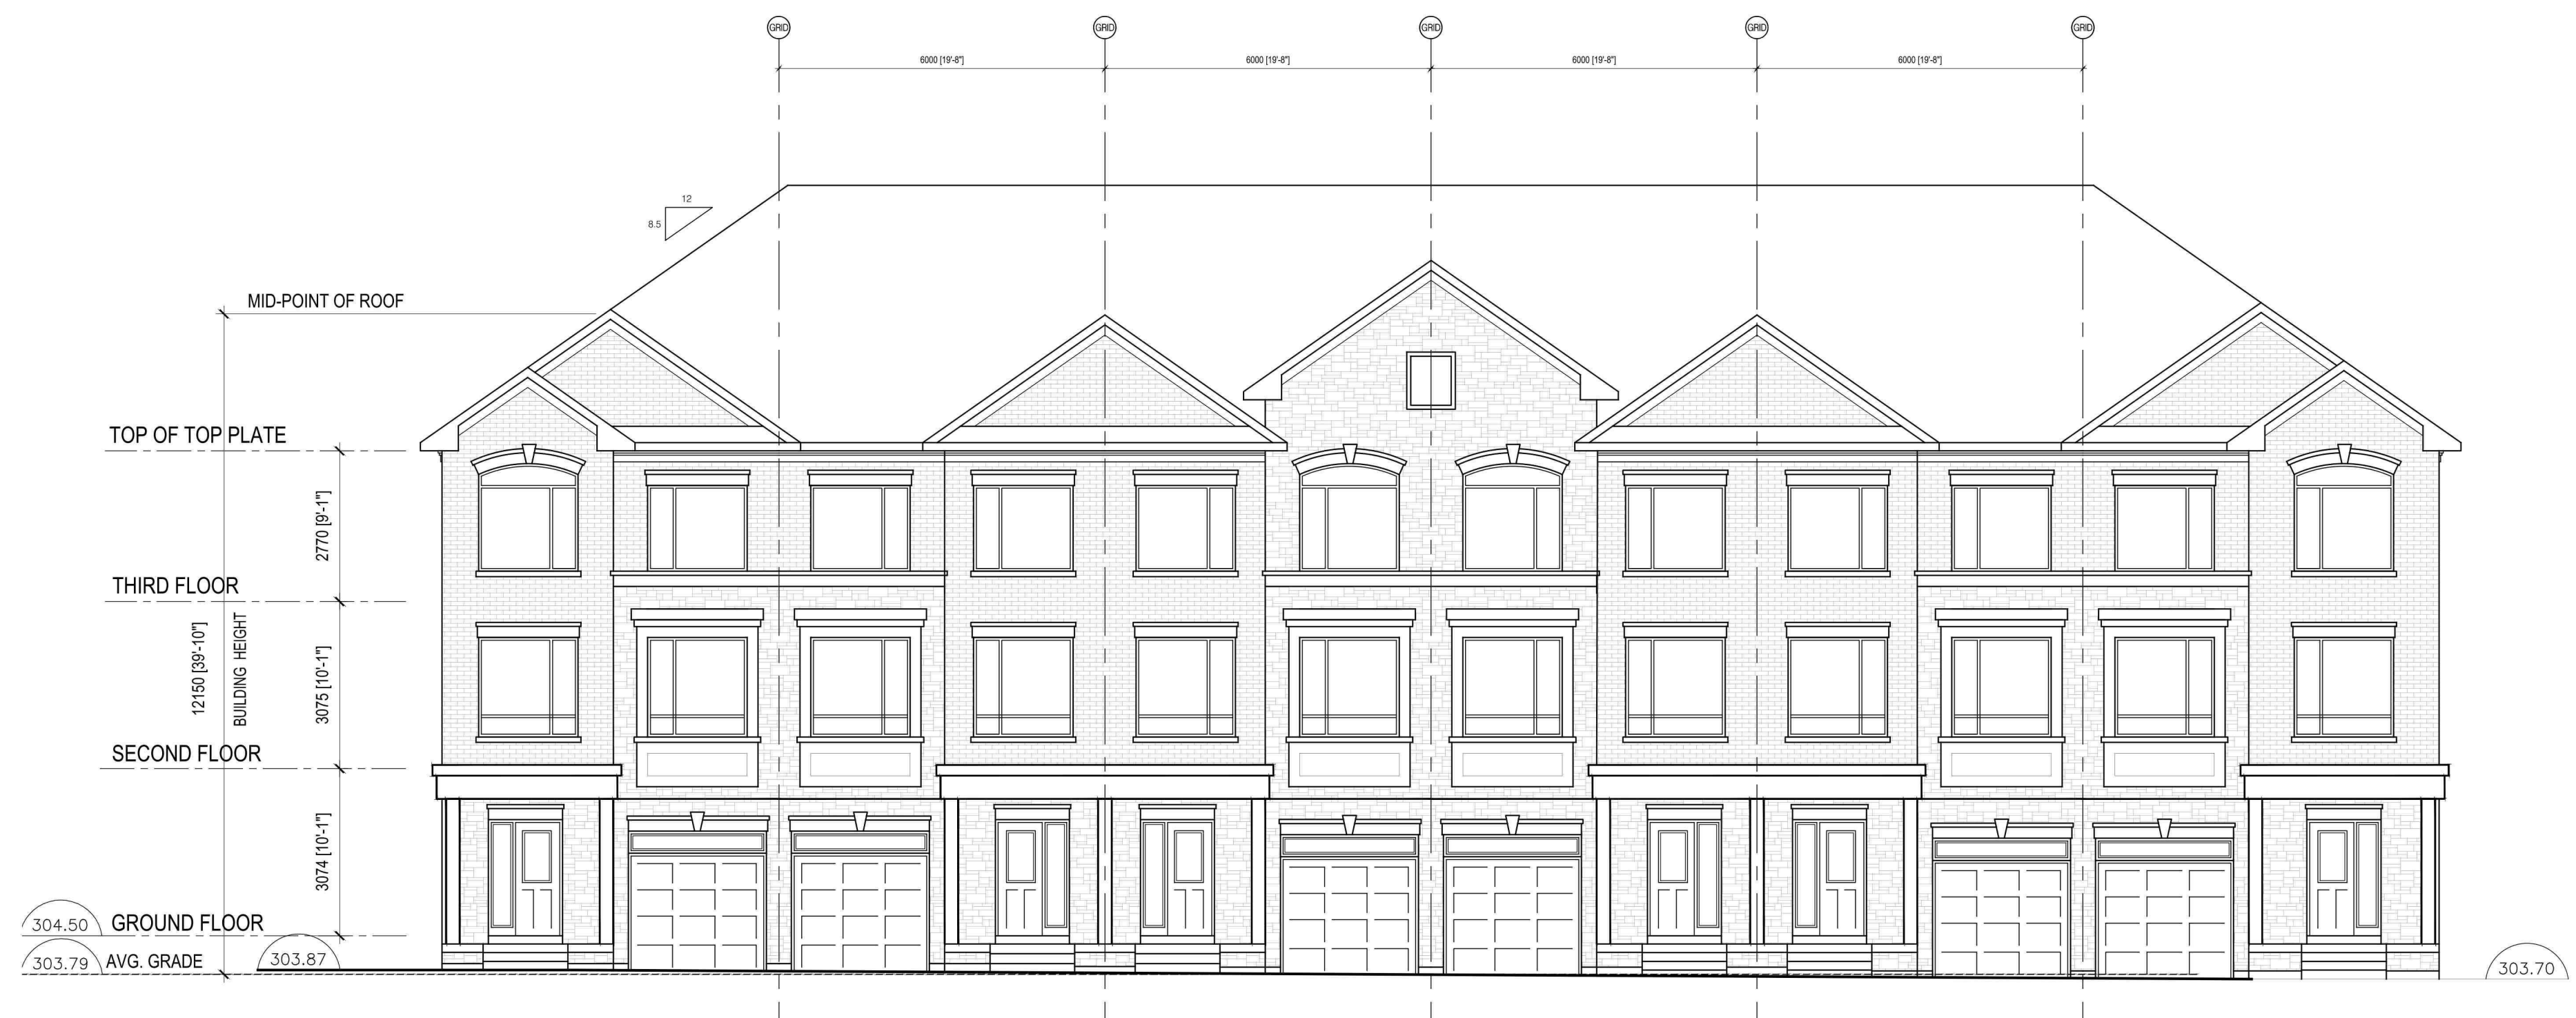 GRID GRID GRID GRID GRID
6000 [19'-8"] 6000 [19'-8"] 6000 [19'-8"] 6000 [19'-8"]
12
8.5
MID-POINT OF ROOF
TOP OF TOP PLATE
2770 [9'-1"]
THIRD FLOOR
12150 [39'-10"]
BUILDING HEIGHT
3075 [10'-1"]
SECOND FLOOR
3074 [10'-1"]
304.50 GROUND FLOOR
303.79 AVG. GRADE 303.87
303.70